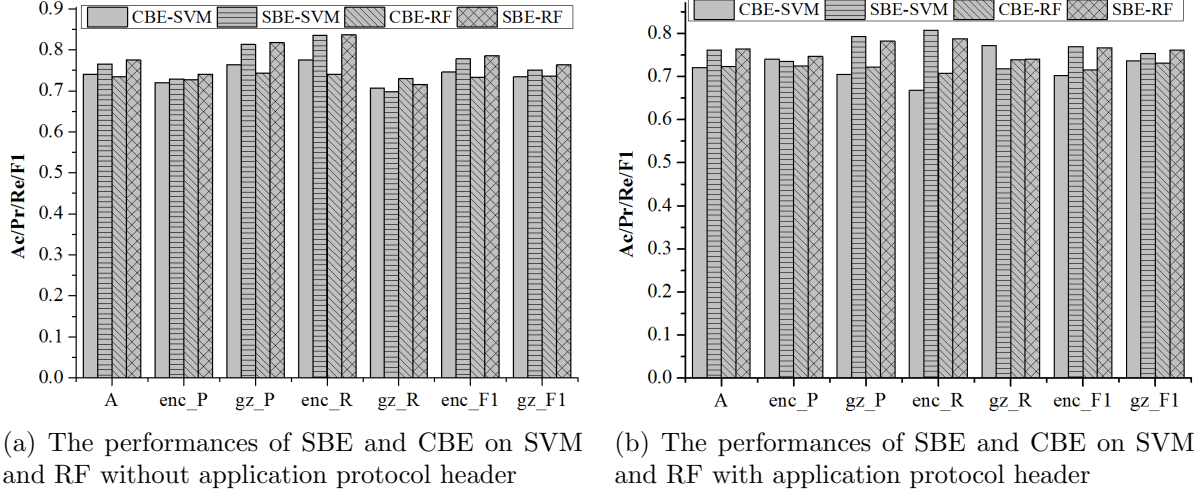 0.9
CBE-SVM SBE-SVM CBE-RF SBE-RF
0.8
0.7
0.6
0.5
0.4
0.3
0.2
0.1
0.0
Ac/Pr/Re/F1
A enc_P gz_P enc_R gz_R enc_F1 gz_F1
(a) The performances of SBE and CBE on SVM
and RF without application protocol header
CBE-SVM SBE-SVM CBE-RF SBE-RF
0.8
0.7
0.6
0.5
0.4
0.3
0.2
0.1
0.0
Ac/Pr/Re/F1
A enc_P gz_P enc_R gz_R enc_F1 gz_F1
(b) The performances of SBE and CBE on SVM
and RF with application protocol header